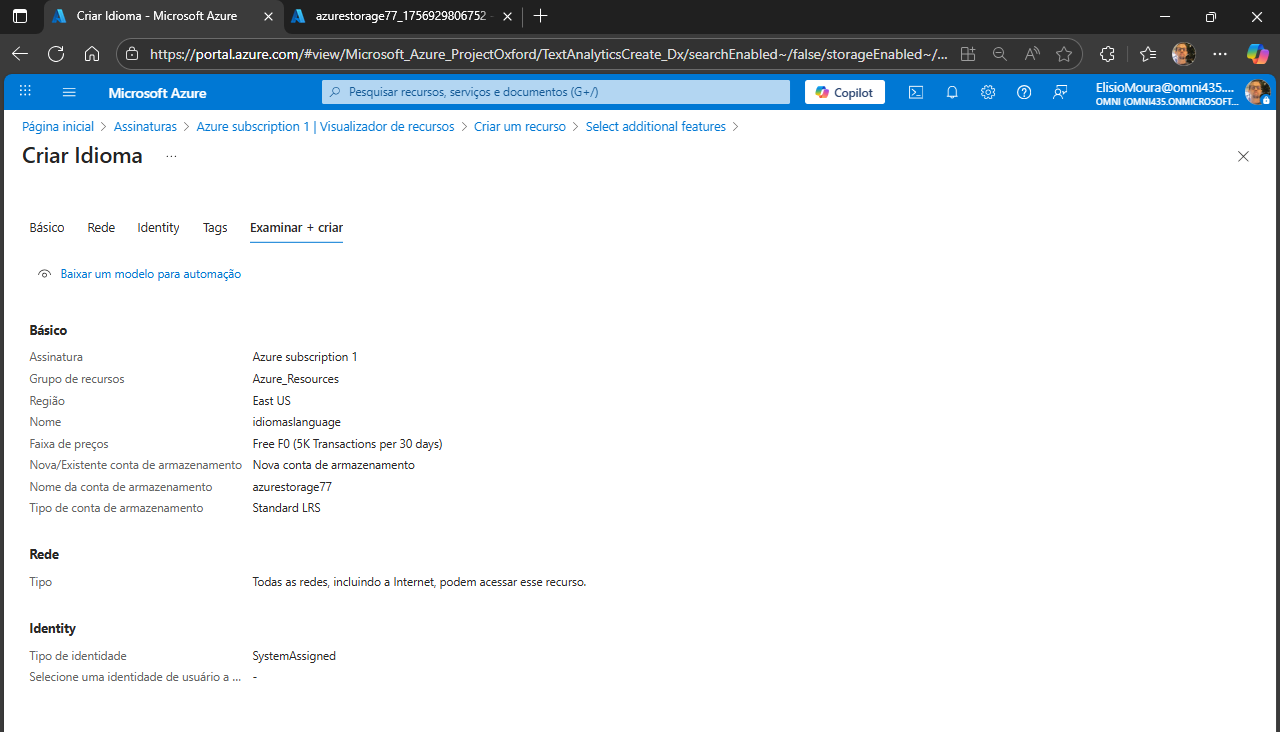 Criar Idioma - Microsoft Azure
azurestorage77_1756929806752 -
https://portal.azure.com/#view/Microsoft_Azure_ProjectOxford/TextAnalyticsCreate_Dx/searchEnabled~/false/storageEnabled~/...
Microsoft Azure
Pesquisar recursos, serviços e documentos (G+/)
Copilot
ElisioMoura@omni435....
OMNI (OMNI435.ONMICROSOFT...
Página inicial > Assinaturas > Azure subscription 1 | Visualizador de recursos > Criar um recurso > Select additional features >
Criar Idioma ...
Básico Rede Identity Tags Examinar + criar
Baixar um modelo para automação
Básico
Assinatura Azure subscription 1
Grupo de recursos Azure_Resources
Região East US
Nome idiomaslanguage
Faixa de preços Free F0 (5K Transactions per 30 days)
Nova/Existente conta de armazenamento Nova conta de armazenamento
Nome da conta de armazenamento azurestorage77
Tipo de conta de armazenamento Standard LRS
Rede
Tipo Todas as redes, incluindo a Internet, podem acessar esse recurso.
Identity
Tipo de identidade SystemAssigned
Selecione uma identidade de usuário a ... -